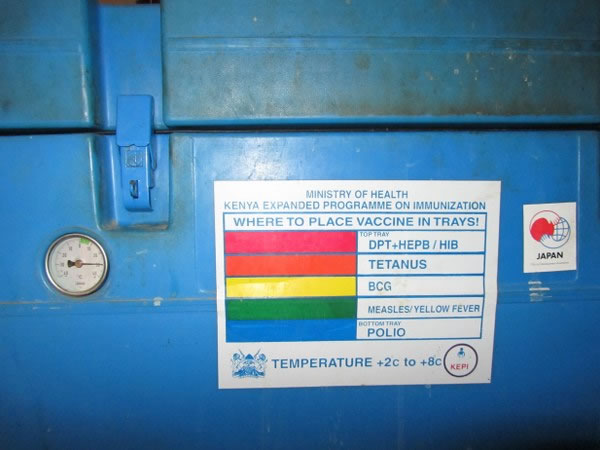 MINISTRY OF HEALTH
KENYA EXPANDED PROGRAMME ON IMMUNIZATION
WHERE TO PLACE VACCINE IN TRAYS!
TOP TRAY
DPT+HEPB / HIB
TETANUS
BCG
MEASLES/YELLOW FEVER
BOTTOM TRAY
POLIO
TEMPERATURE +2C to +8C
KEPI
JAPAN